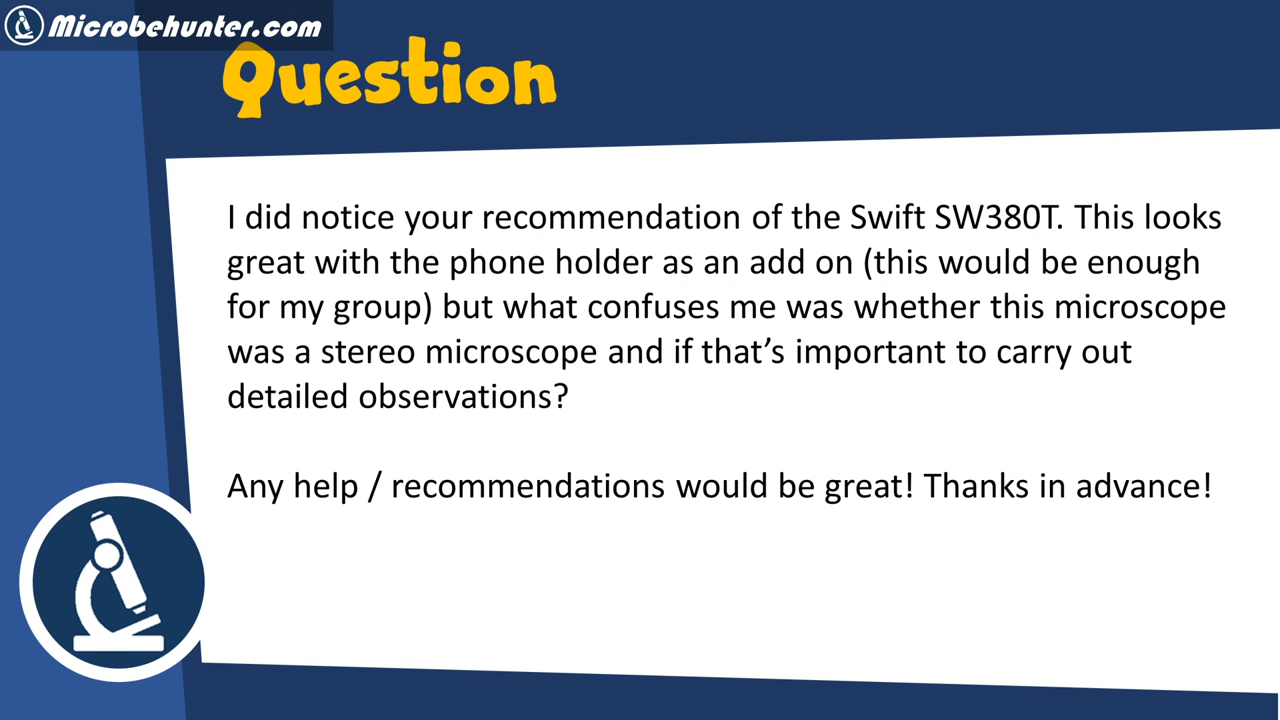 Microbehunter.com
Question
I did notice your recommendation of the Swift SW380T. This looks
great with the phone holder as an add on (this would be enough
for my group) but what confuses me was whether this microscope
was a stereo microscope and if that’s important to carry out
detailed observations?
Any help / recommendations would be great! Thanks in advance!